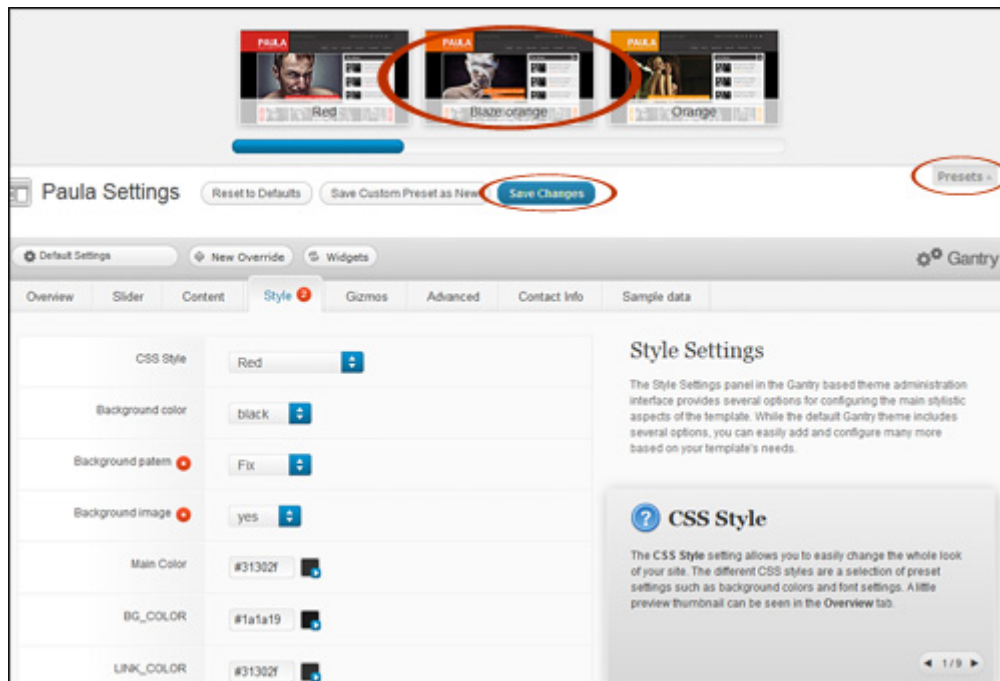 PAULA PAULA PAULA
Red Blaze orange Orange
Presets
Paula Settings Reset to Defaults Save Custom Preset as New Save Changes
Default Settings New Override Widgets Gantry
Overview Slider Content Style 2 Gizmos Advanced Contact Info Sample data
CSS Style Red
Background color black
Background patern Fix
Background image yes
Main Color #31302f
BG_COLOR #1a1a19
LINK_COLOR #31302f
Style Settings
The Style Settings panel in the Gantry based theme administration
interface provides several options for configuring the main stylistic
aspects of the template. While the default Gantry theme includes
several options, you can easily add and configure many more
based on your template's needs.
? CSS Style
The CSS Style setting allows you to easily change the whole look
of your site. The different CSS styles are a selection of preset
settings such as background colors and font settings. A little
preview thumbnail can be seen in the Overview tab.
1/9